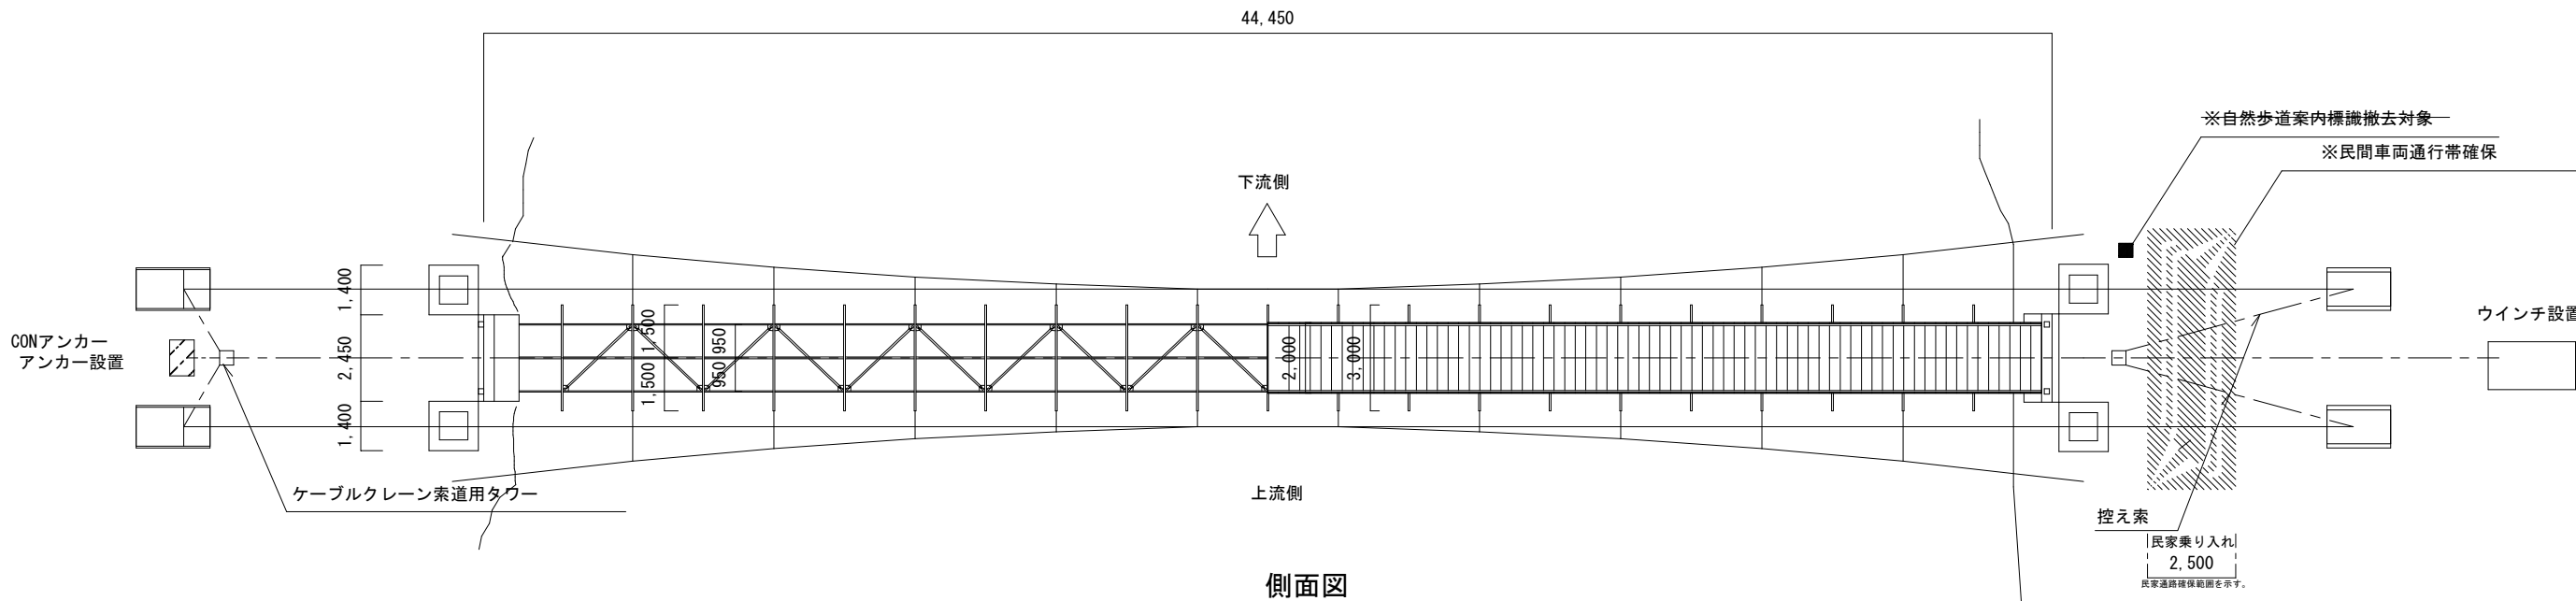 44,450
※自然歩道案内標識撤去対象
※民間車両通行帯確保
下流側
1,400
2,450
1,400
1,500 1,500
950 950
2,000
3,000
CONアンカー
アンカー設置
ウインチ設置
ケーブルクレーン索道用タワー
上流側
控え索
民家乗り入れ
2,500
民家通路確保範囲を示す。
側面図